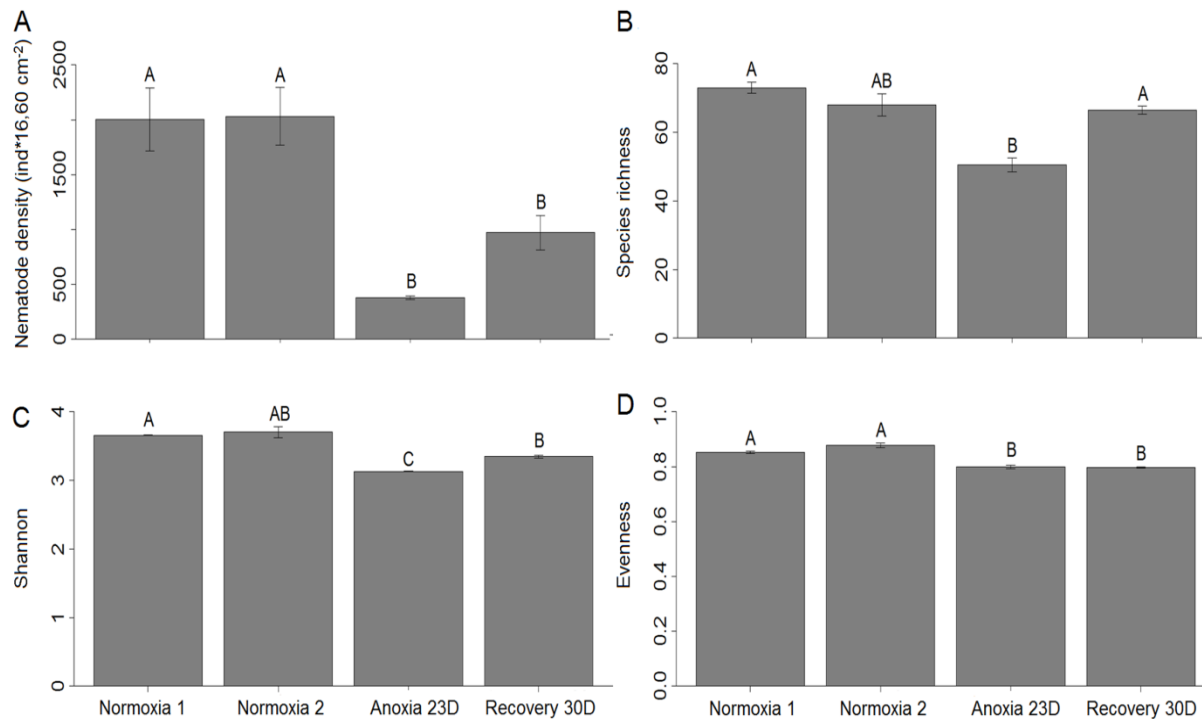 A
Nematode density (ind*16,60 cm-2)
2500
1500
500
0
A
A
B
B
B
Species richness
80
60
40
20
0
A
AB
B
A
C
Shannon
4
3
2
1
0
A
AB
C
B
Normoxia 1
Normoxia 2
Anoxia 23D
Recovery 30D
D
Evenness
1.0
0.8
0.6
0.4
0.2
0.0
A
A
B
B
Normoxia 1
Normoxia 2
Anoxia 23D
Recovery 30D